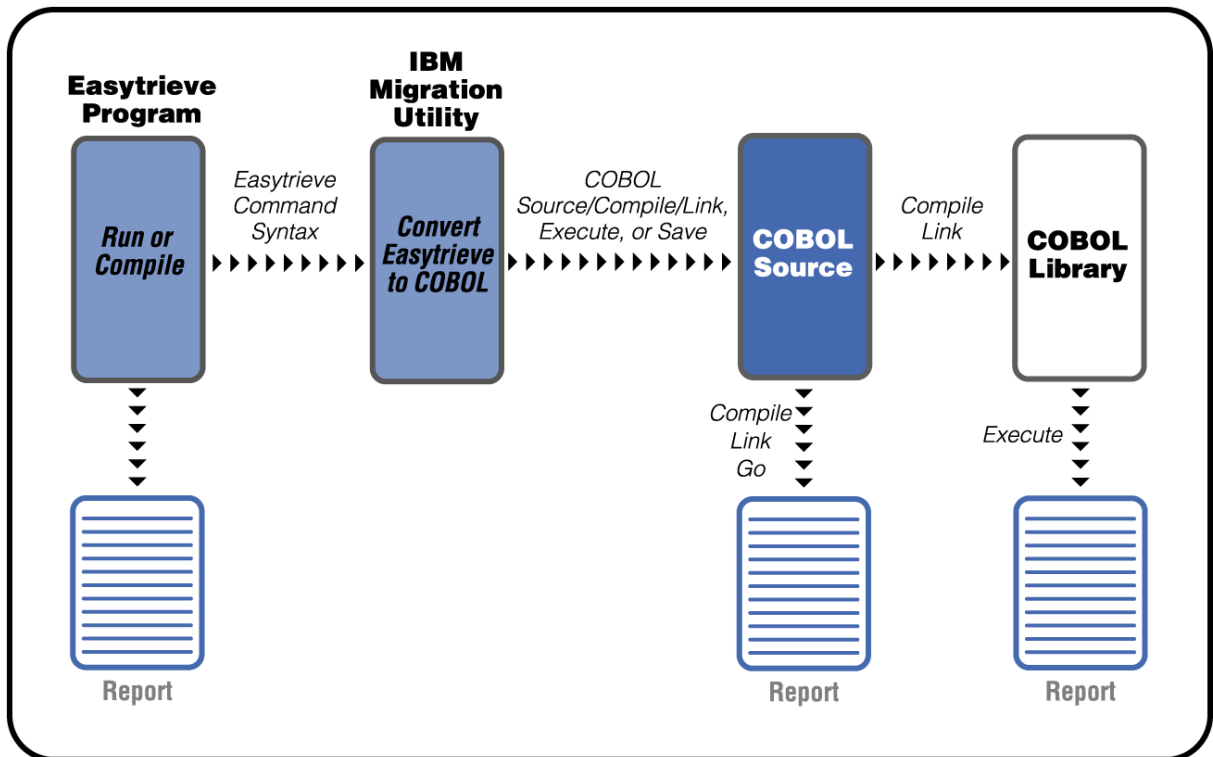 Easytrieve
Program
IBM
Migration
Utility
Run or
Compile
Easytrieve
Command
Syntax
Convert
Easytrieve
to COBOL
COBOL
Source/Compile/Link,
Execute, or Save
COBOL
Source
Compile
Link
COBOL
Library
Compile
Link
Go
Execute
Report
Report
Report